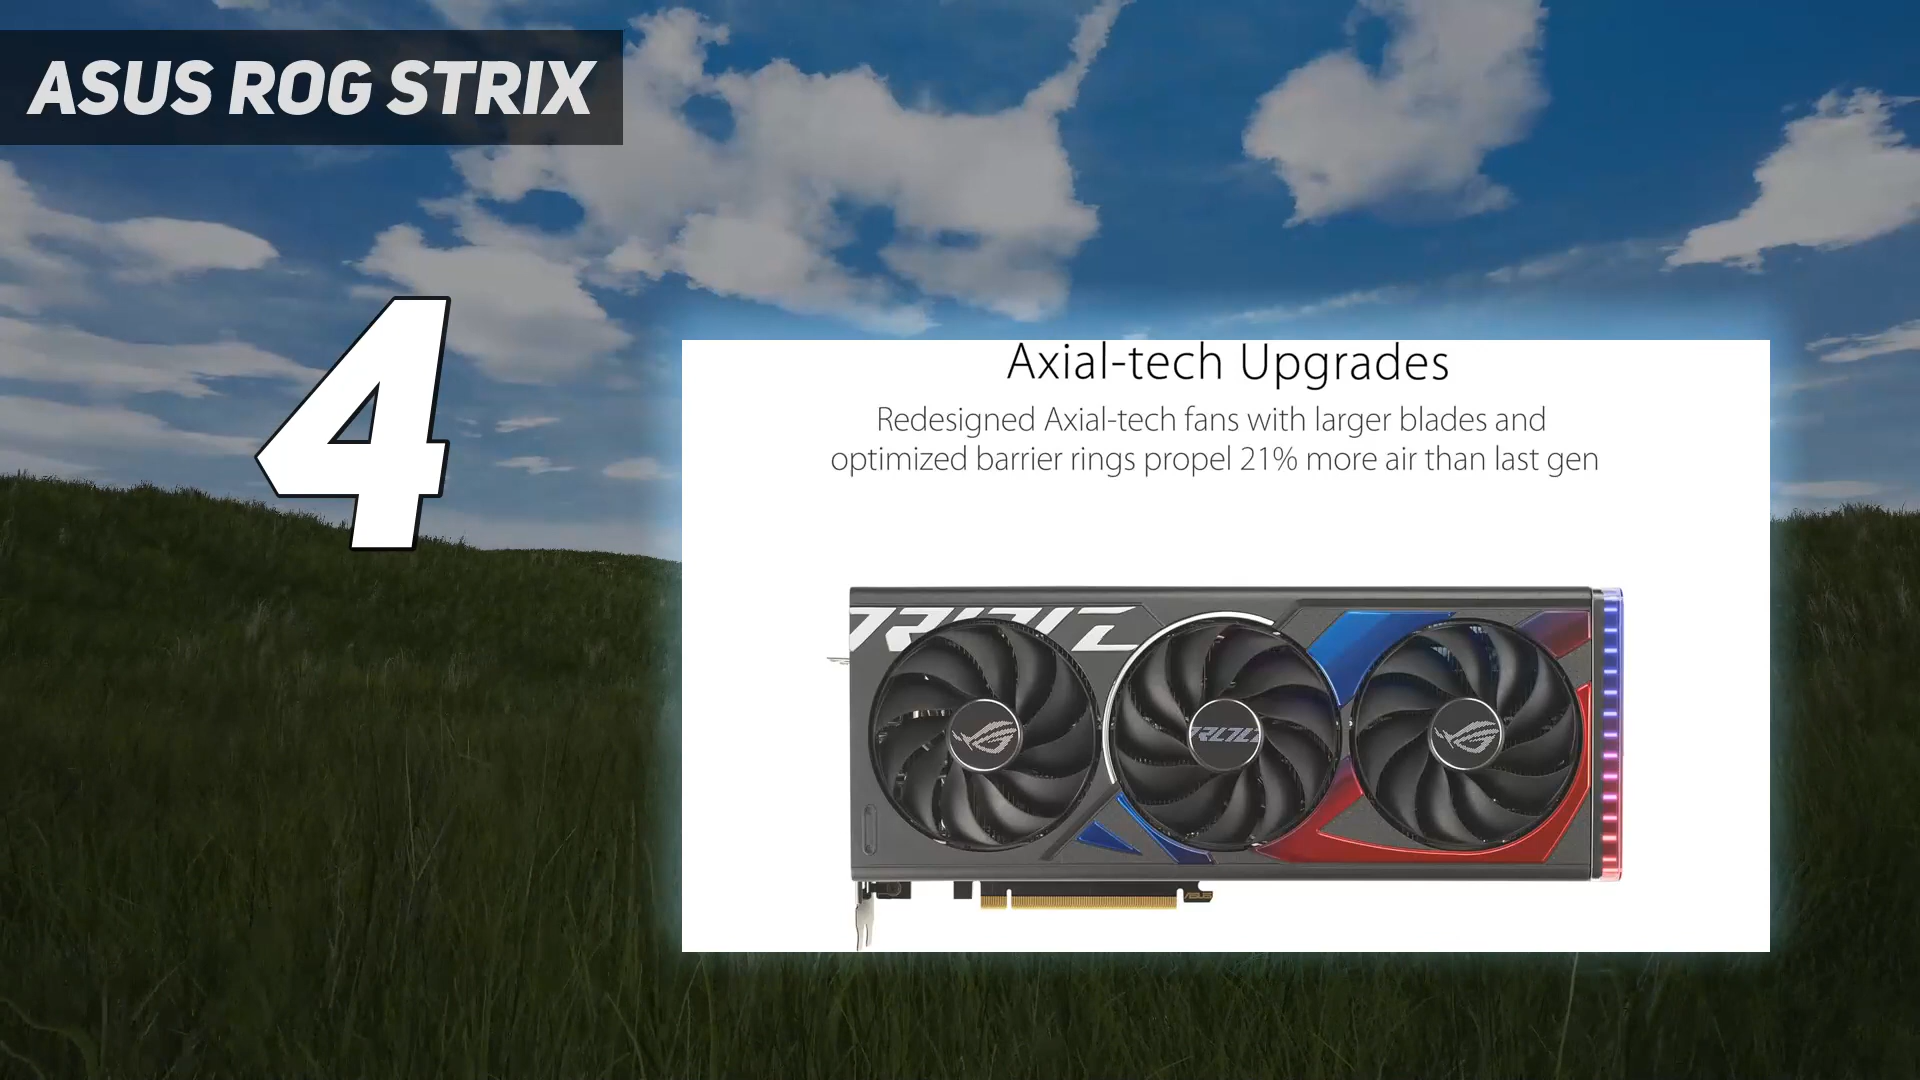 ASUS ROG STRIX
4
Axial-tech Upgrades
Redesigned Axial-tech fans with larger blades and
optimized barrier rings propel 21% more air than last gen